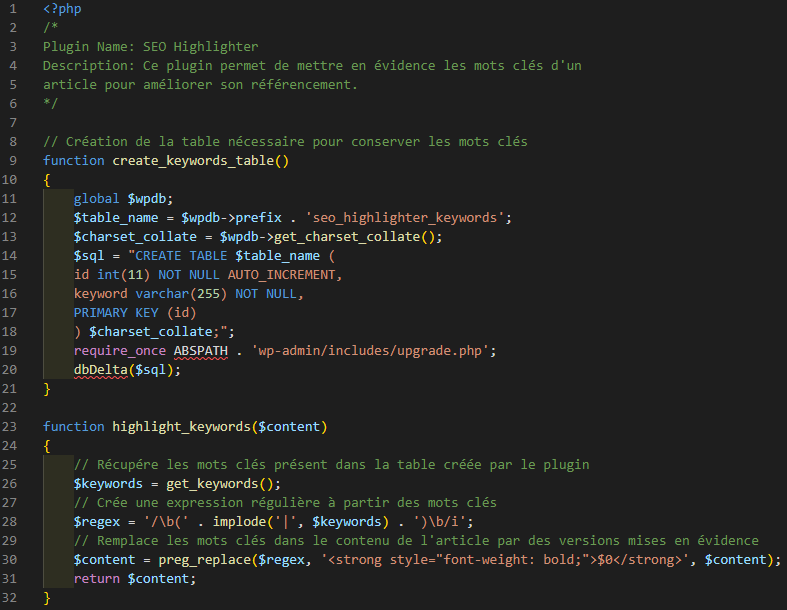 1 <?php
2 /*
3 Plugin Name: SEO Highlighter
4 Description: Ce plugin permet de mettre en évidence les mots clés d'un
5 article pour améliorer son référencement.
6 */
7
8 // Création de la table nécessaire pour conserver les mots clés
9 function create_keywords_table()
10 {
11     global $wpdb;
12     $table_name = $wpdb->prefix . 'seo_highlighter_keywords';
13     $charset_collate = $wpdb->get_charset_collate();
14     $sql = "CREATE TABLE $table_name (
15     id int(11) NOT NULL AUTO_INCREMENT,
16     keyword varchar(255) NOT NULL,
17     PRIMARY KEY (id)
18     ) $charset_collate;";
19     require_once ABSPATH . 'wp-admin/includes/upgrade.php';
20     dbDelta($sql);
21 }
22
23 function highlight_keywords($content)
24 {
25     // Récupére les mots clés présent dans la table créée par le plugin
26     $keywords = get_keywords();
27     // Crée une expression régulière à partir des mots clés
28     $regex = '/\b(' . implode('|', $keywords) . ')\b/i';
29     // Remplace les mots clés dans le contenu de l'article par des versions mises en évidence
30     $content = preg_replace($regex, '<strong style="font-weight: bold;">$0</strong>', $content);
31     return $content;
32 }